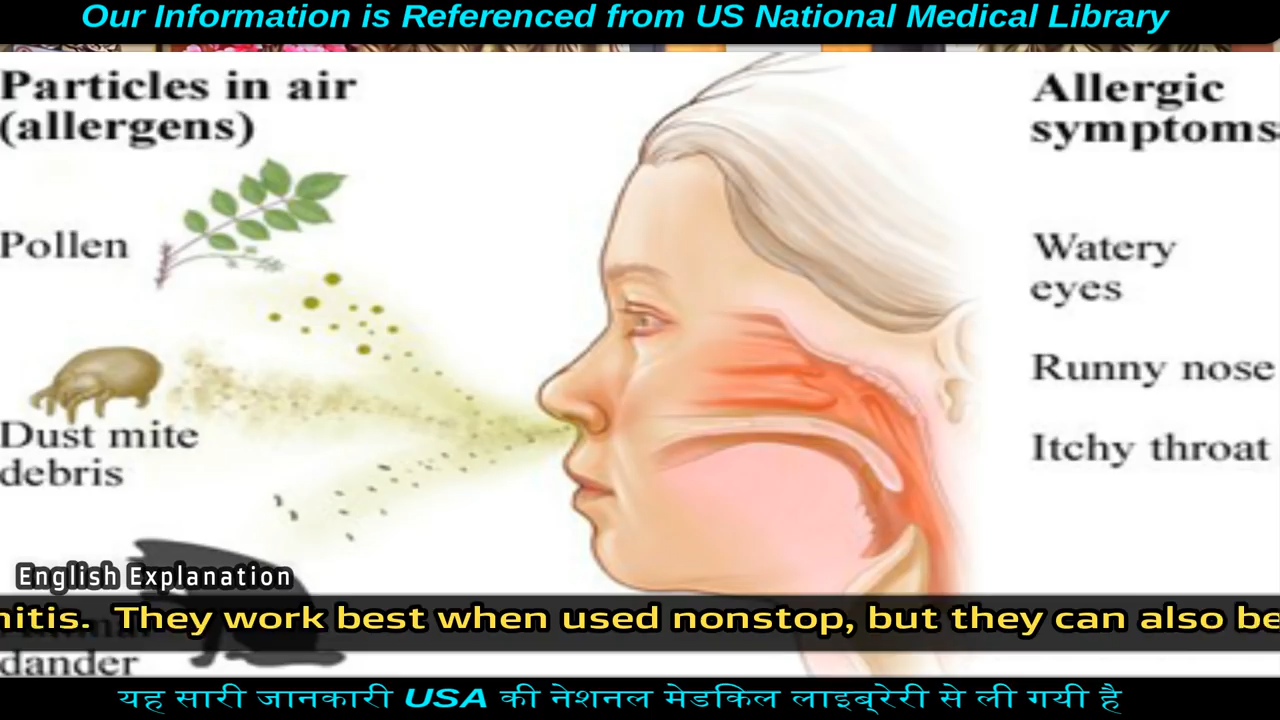 Our Information is Referenced from US National Medical Library
Particles in air
(allergens)
Allergic
symptoms
Pollen
Watery
eyes
Runny nose
Dust mite
debris
Itchy throat
English Explanation
nitis. They work best when used nonstop, but they can also be
dander
यह सारी जानकारी USA की नेशनल मेडकिल लाइब्रेरी से ली गयी है